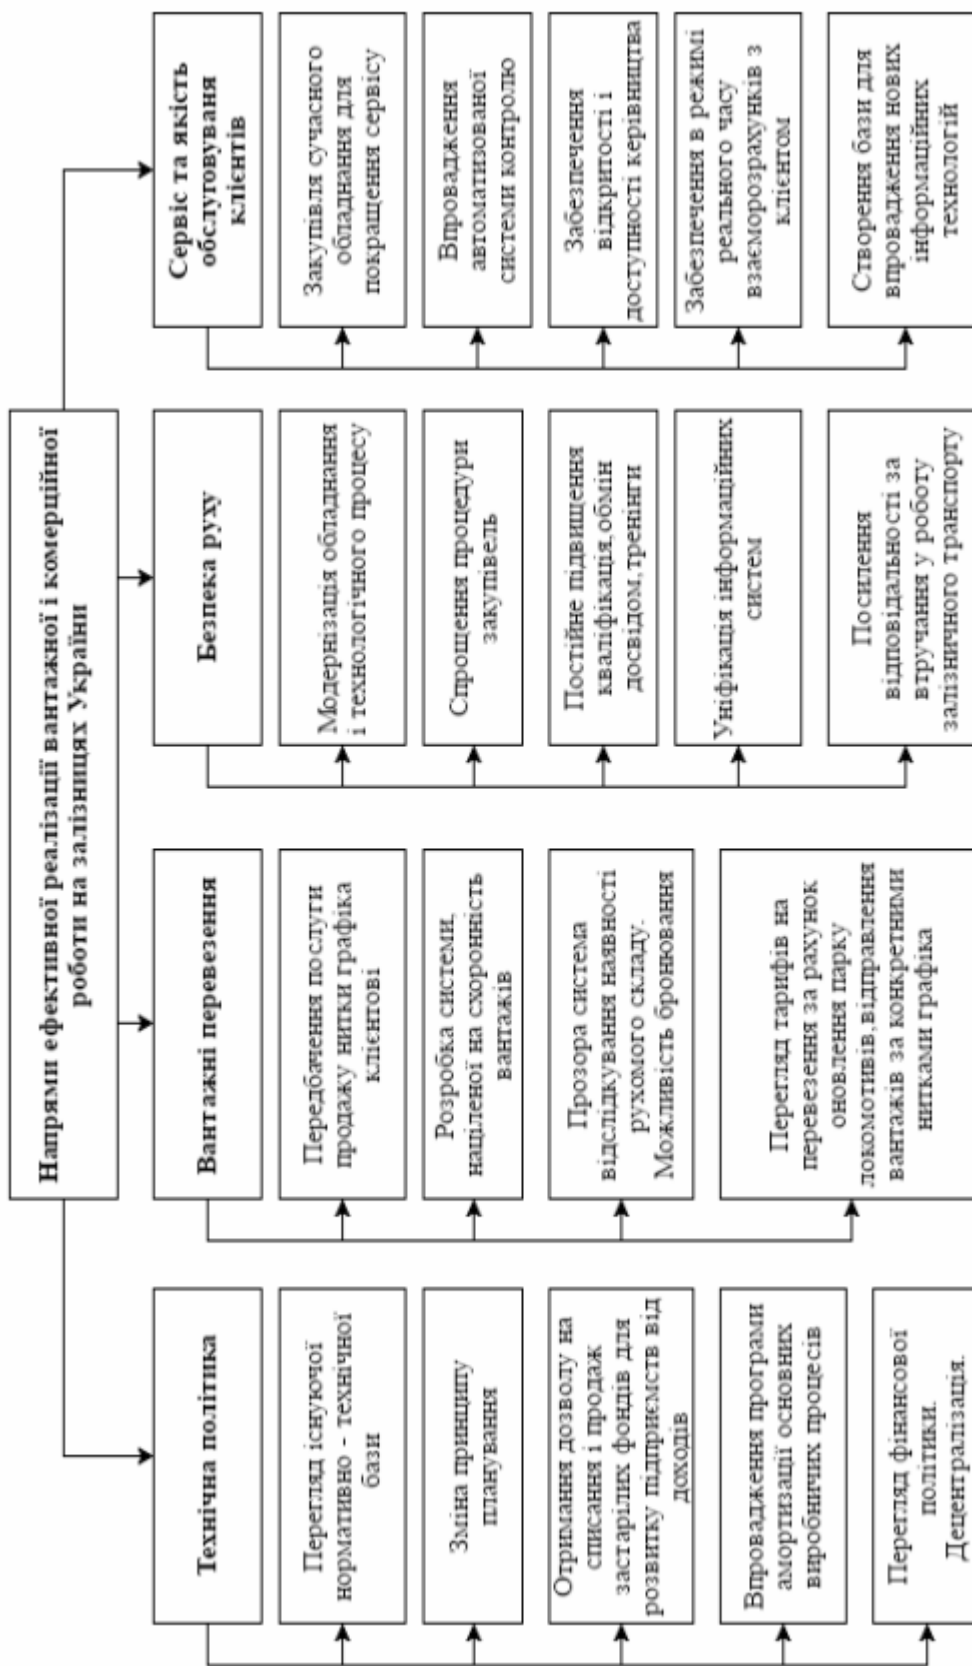 Напрями ефективної реалізації вантажної і комерційної
роботи на залізницях України
Технічна політика
Перегляд існуючої
нормативно – технічної
бази
Зміна принципу
планування
Отримання дозволу на
списання і продаж
застарілих фондів для
розвитку підприємств від
доходів
Впровадження програми
амортизації основних
виробничих процесів
Перегляд фінансової
політики.
Децентралізація.
Вантажні перевезення
Передбачення послуги
продажу нитки графіка
клієнтові
Розробка системи,
націленої на схоронність
вантажів
Прозора система
відслідкування наявності
рухомого складу.
Можливість бронювання
Перегляд тарифів на
перевезення за рахунок
оновлення парку
локомотивів,відправлення
вантажів за конкретними
нитками графіка
Безпека руху
Модернізація обладнання
і технологічного процесу
Спрощення процедури
закупівель
Постійне підвищення
кваліфікація,обмін
досвідом,тренінги
Уніфікація інформаційних
систем
Посилення
відповідальності за
втручання у роботу
залізничного транспорту
Сервіс та якість
обслуговуваня
клієнтів
Закупівля сучасного
обладнання для
покращення сервісу
Впровадження
автоматизованої
системи контролю
Забезпечення
відкритості і
доступності керівництва
Забезпечення в режимі
реального часу
взаєморозрахунків з
клієнтом
Створення бази для
впровадження нових
інформаційних
технологій